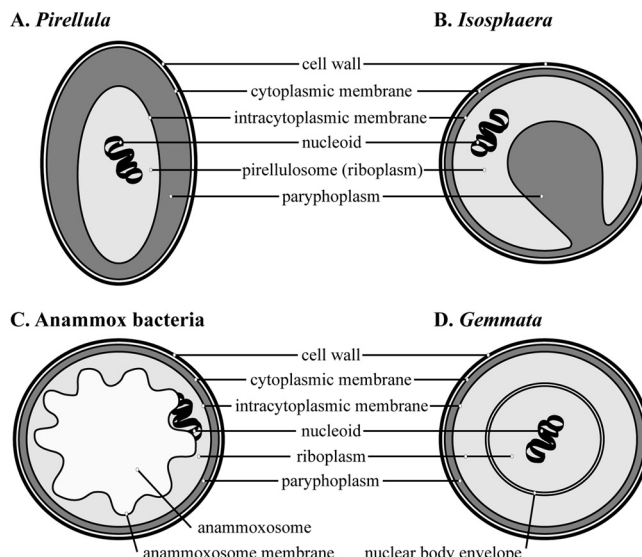 A. Pirellula
B. Isosphaera
cell wall
cytoplasmic membrane
intracytoplasmic membrane
nucleoid
pirellulosome (riboplasm)
paryphoplasm
C. Anammox bacteria
D. Gemmata
cell wall
cytoplasmic membrane
intracytoplasmic membrane
nucleoid
riboplasm
paryphoplasm
anammoxosome
anammoxosome membrane
nuclear body envelope